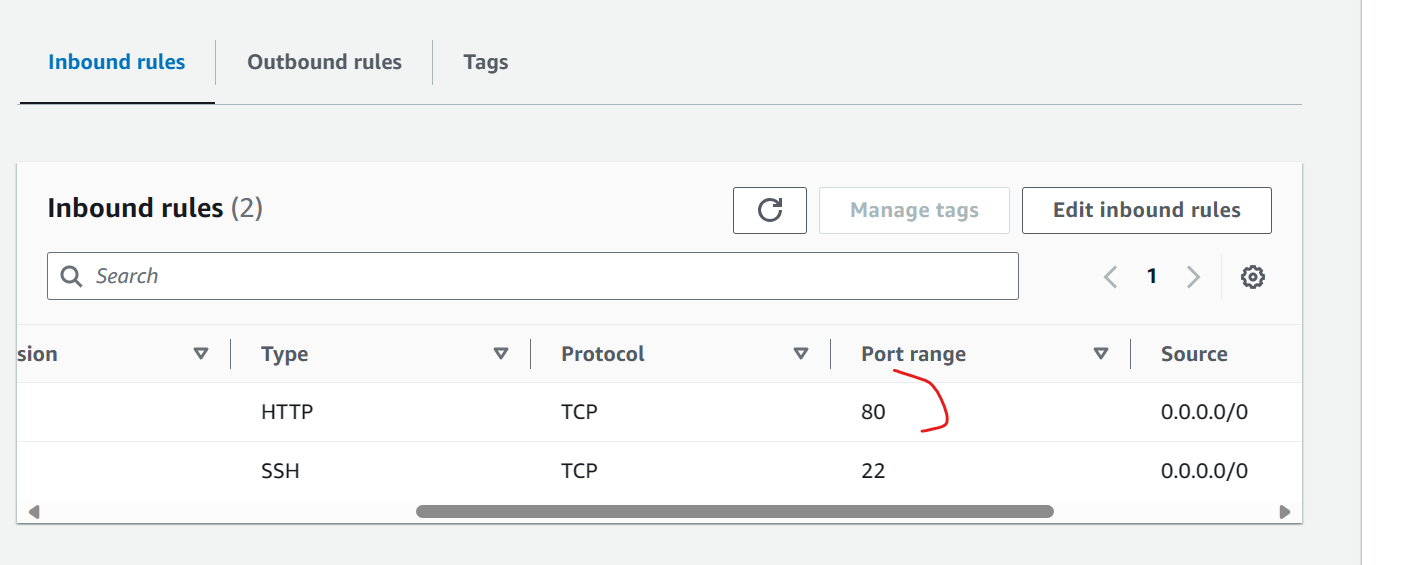 Inbound rules Outbound rules Tags
Inbound rules (2) Manage tags Edit inbound rules
Search 1
sion Type Protocol Port range Source
HTTP TCP 80 0.0.0.0/0
SSH TCP 22 0.0.0.0/0